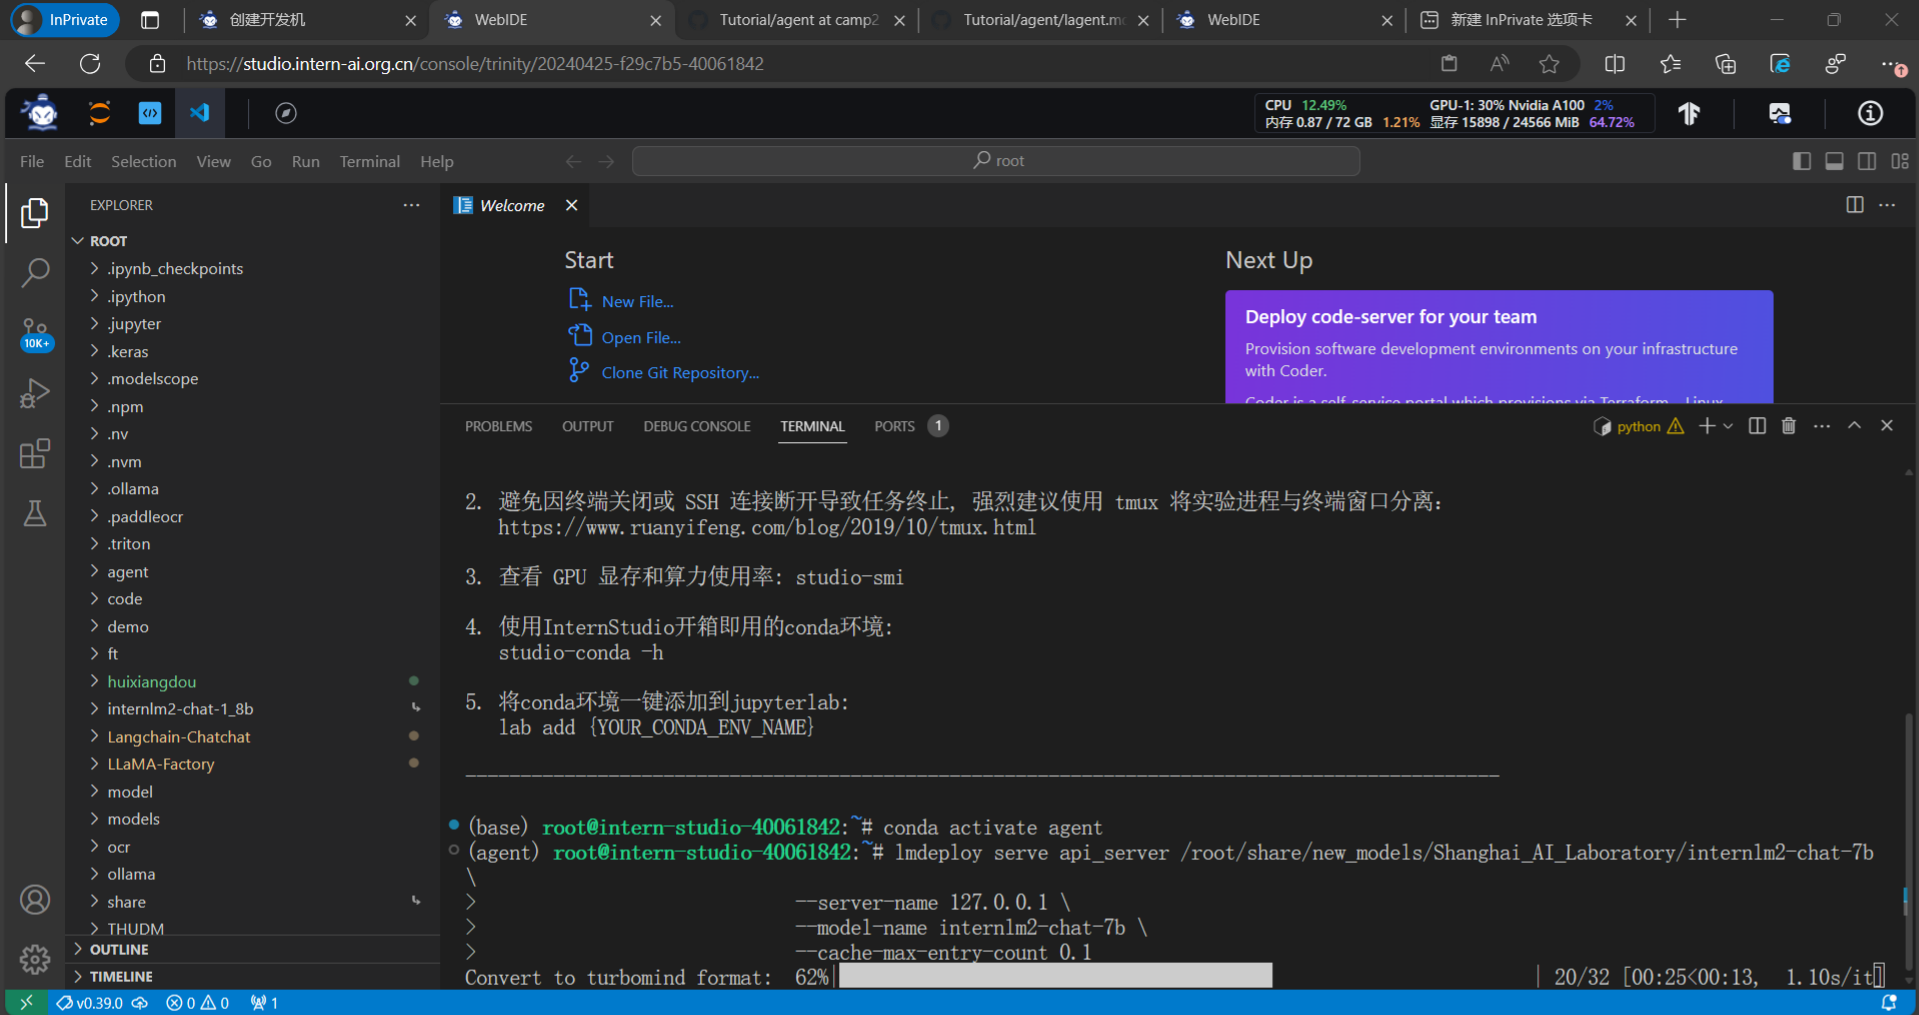 InPrivate
创建开发机
WebIDE
Tutorial/agent at camp2
Tutorial/agent/lagent.m
WebIDE
新建 InPrivate 选项卡
https://studio.intern-ai.org.cn/console/trinity/20240425-f29c7b5-40061842
CPU 12.49% GPU-1: 30% Nvidia A100 2%
内存 0.87 / 72 GB 1.21% 显存 15898 / 24566 MiB 64.72%
File Edit Selection View Go Run Terminal Help
root
EXPLORER
Welcome
ROOT
.ipynb_checkpoints
.ipython
.jupyter
.keras
.modelscope
.npm
.nv
.nvm
.ollama
.paddleocr
.triton
agent
code
demo
ft
huixiangdou
internlm2-chat-1_8b
Langchain-Chatchat
LLaMA-Factory
model
models
ocr
ollama
share
THUDM
OUTLINE
TIMELINE
10K+
Start
New File...
Open File...
Clone Git Repository...
Next Up
Deploy code-server for your team
Provision software development environments on your infrastructure
with Coder.
Coder is a self-service portal which provisions via Terraform—Linux,
PROBLEMS OUTPUT DEBUG CONSOLE TERMINAL PORTS 1
python
2. 避免因终端关闭或 SSH 连接断开导致任务终止, 强烈建议使用 tmux 将实验进程与终端窗口分离:
https://www.ruanyifeng.com/blog/2019/10/tmux.html
3. 查看 GPU 显存和算力使用率: studio-smi
4. 使用InternStudio开箱即用的conda环境:
studio-conda -h
5. 将conda环境一键添加到jupyterlab:
lab add {YOUR_CONDA_ENV_NAME}
----------------------------------------------------------------------------------------------
(base) root@intern-studio-40061842:~# conda activate agent
(agent) root@intern-studio-40061842:~# lmdeploy serve api_server /root/share/new_models/Shanghai_AI_Laboratory/internlm2-chat-7b
\
> --server-name 127.0.0.1 \
> --model-name internlm2-chat-7b \
> --cache-max-entry-count 0.1
Convert to turbomind format: 62%| | 20/32 [00:25<00:13, 1.10s/it]
v0.39.0 0 0 1